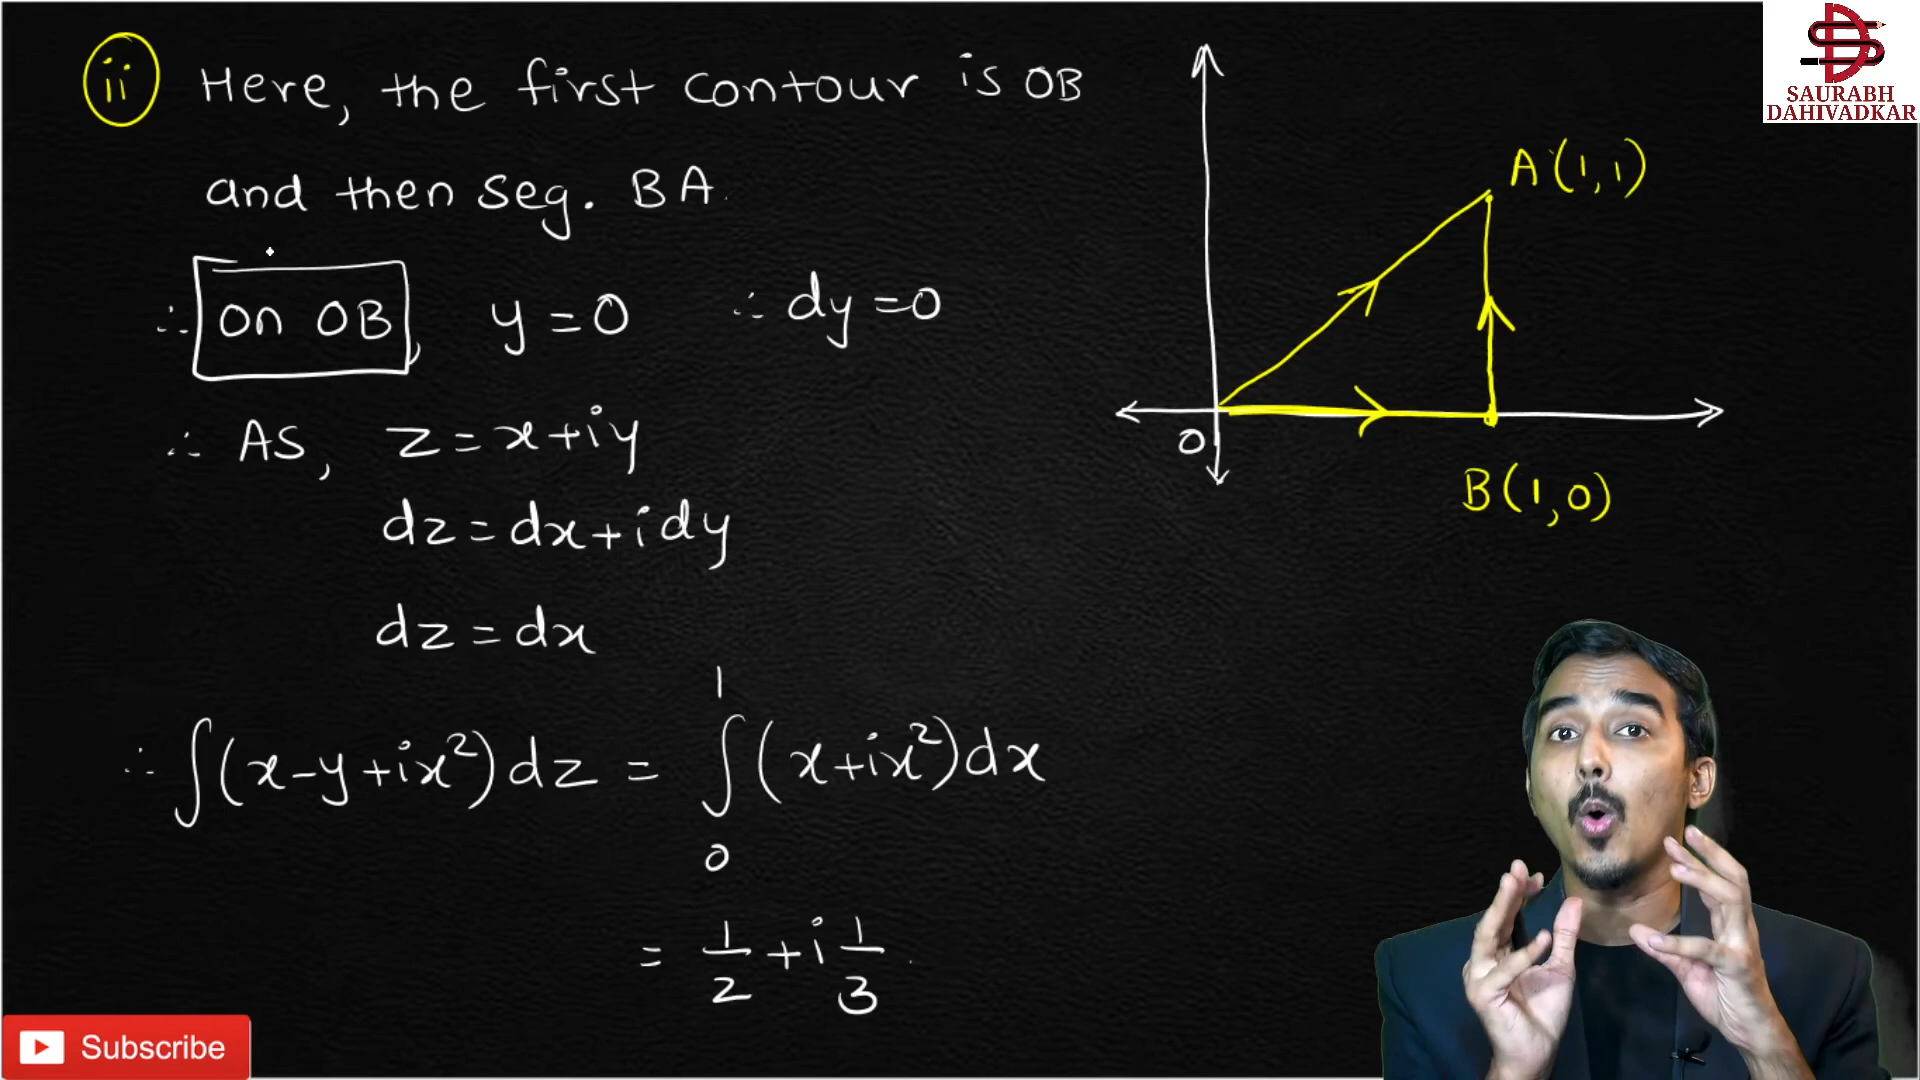 ii Here, the first contour is OB
and then seg. BA.
∴ on OB, y = 0 ∴ dy = 0
∴ AS, z = x + iy
dz = dx + i dy
dz = dx
∴ ∫(x - y + ix²) dz = ∫₀¹ (x + ix²) dx
= 1/2 + i 1/3
A(1,1)
O
B(1,0)
SAURABH
DAHIVADKAR
Subscribe